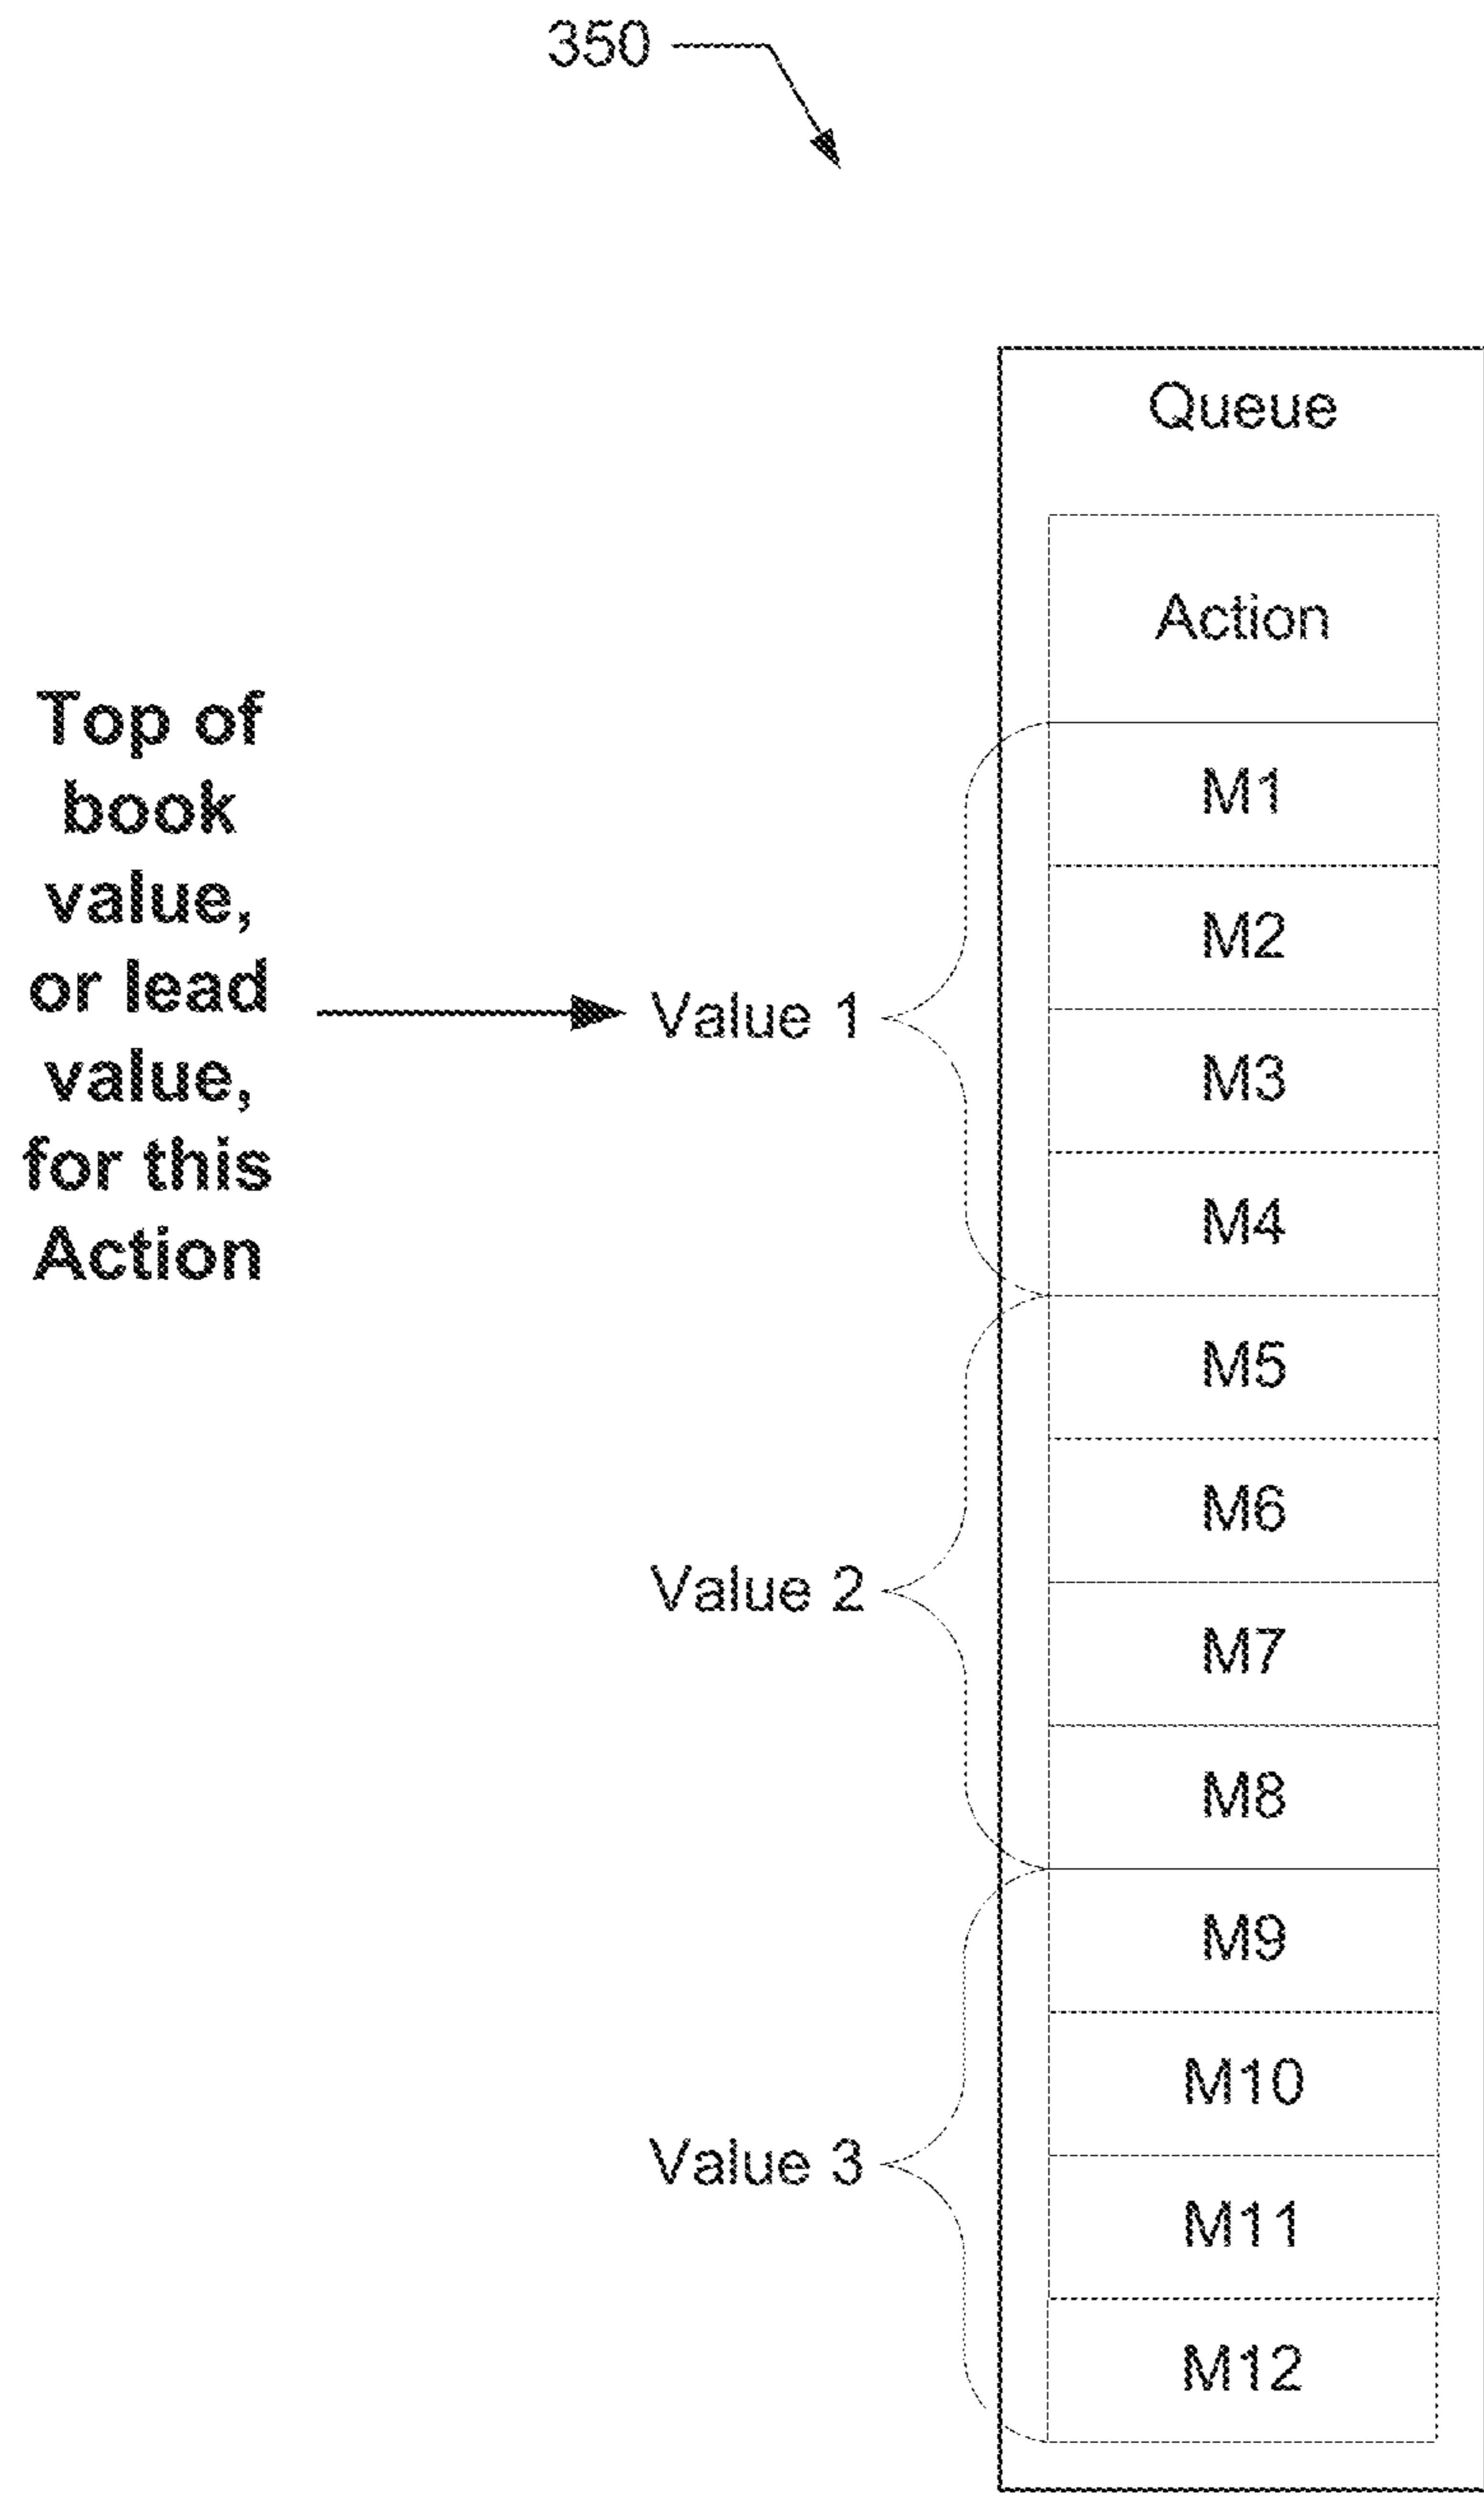 350
Queue
Action
Top of
book
value,
or lead
value,
for this
Action
Value 1
M1
M2
M3
M4
Value 2
M5
M6
M7
M8
Value 3
M9
M10
M11
M12